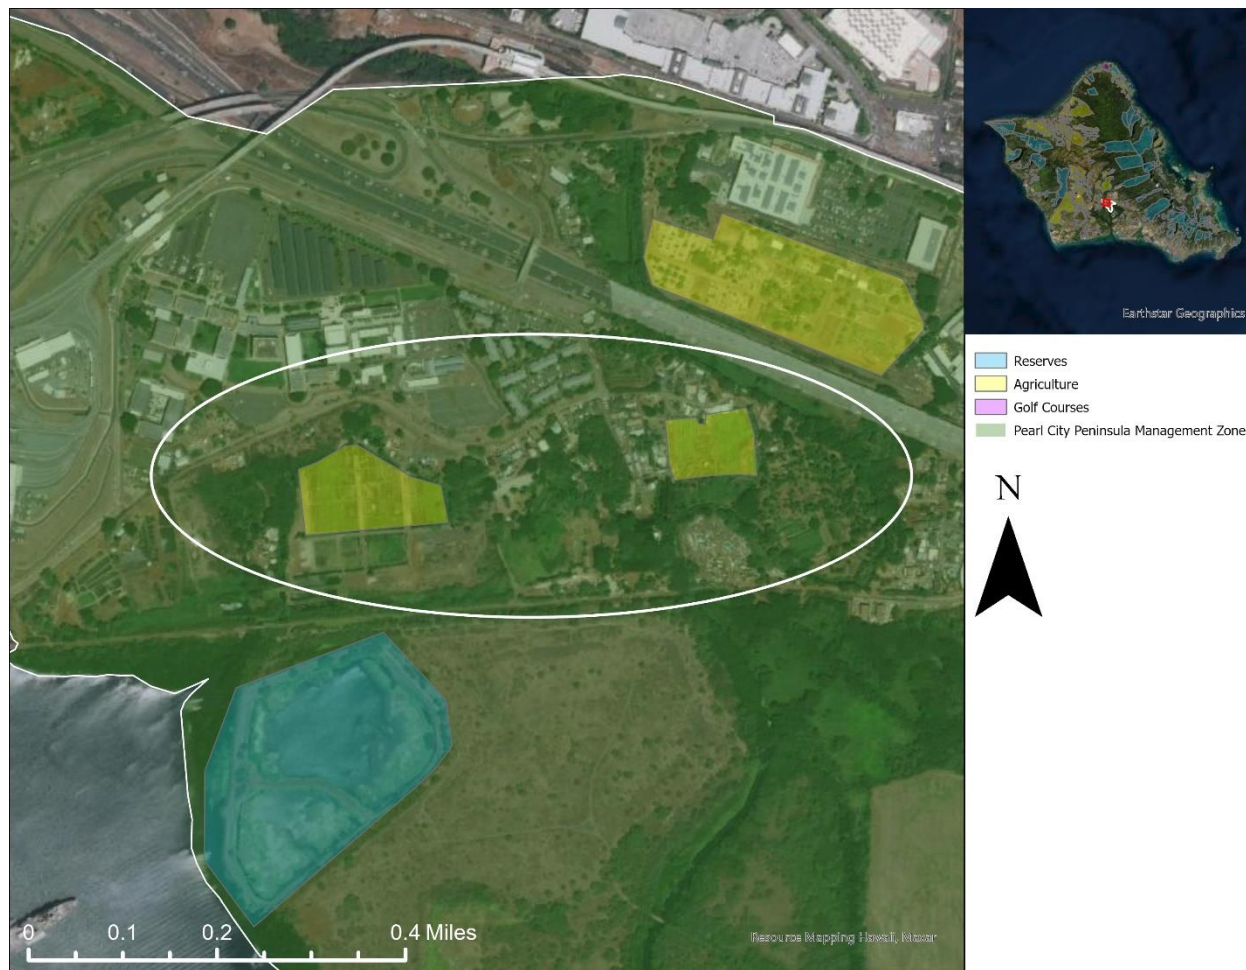 Earthstar Geographics
Reserves
Agriculture
Golf Courses
Pearl City Peninsula Management Zone
N
0 0.1 0.2 0.4 Miles
Resource Mapping Hawaii, Maxar